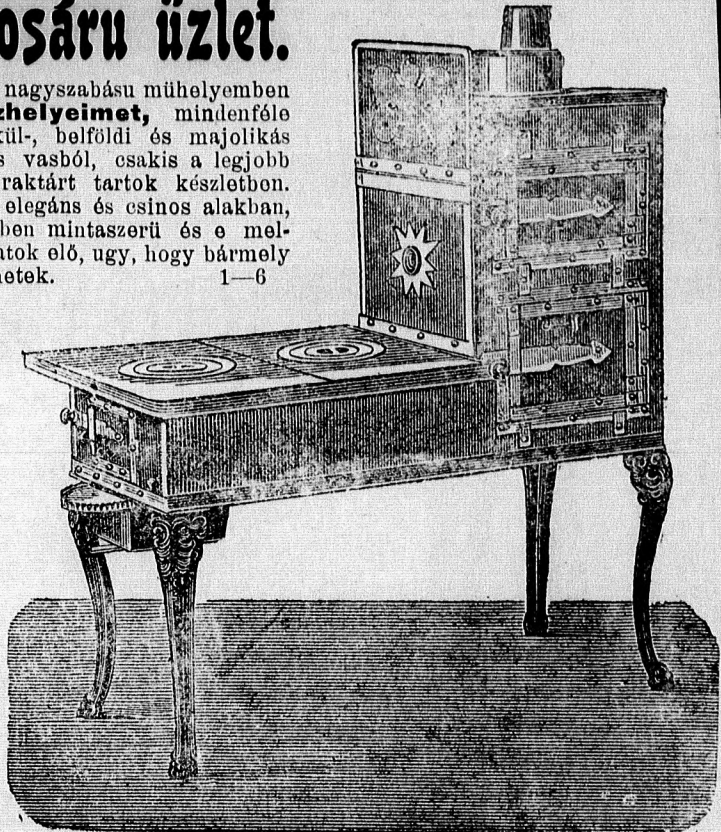 osáru üzlet.
nagyszabásu mühelyemben
zhelyeimet, mindenféle
kül-, belföldi és majolikás
s vasból, csakis a legjobb
raktárt tartok készletben.
elegáns és csinos alakban,
ben mintaszerü és e mel-
atok elő, ugy, hogy bármely
hetek. 1—6